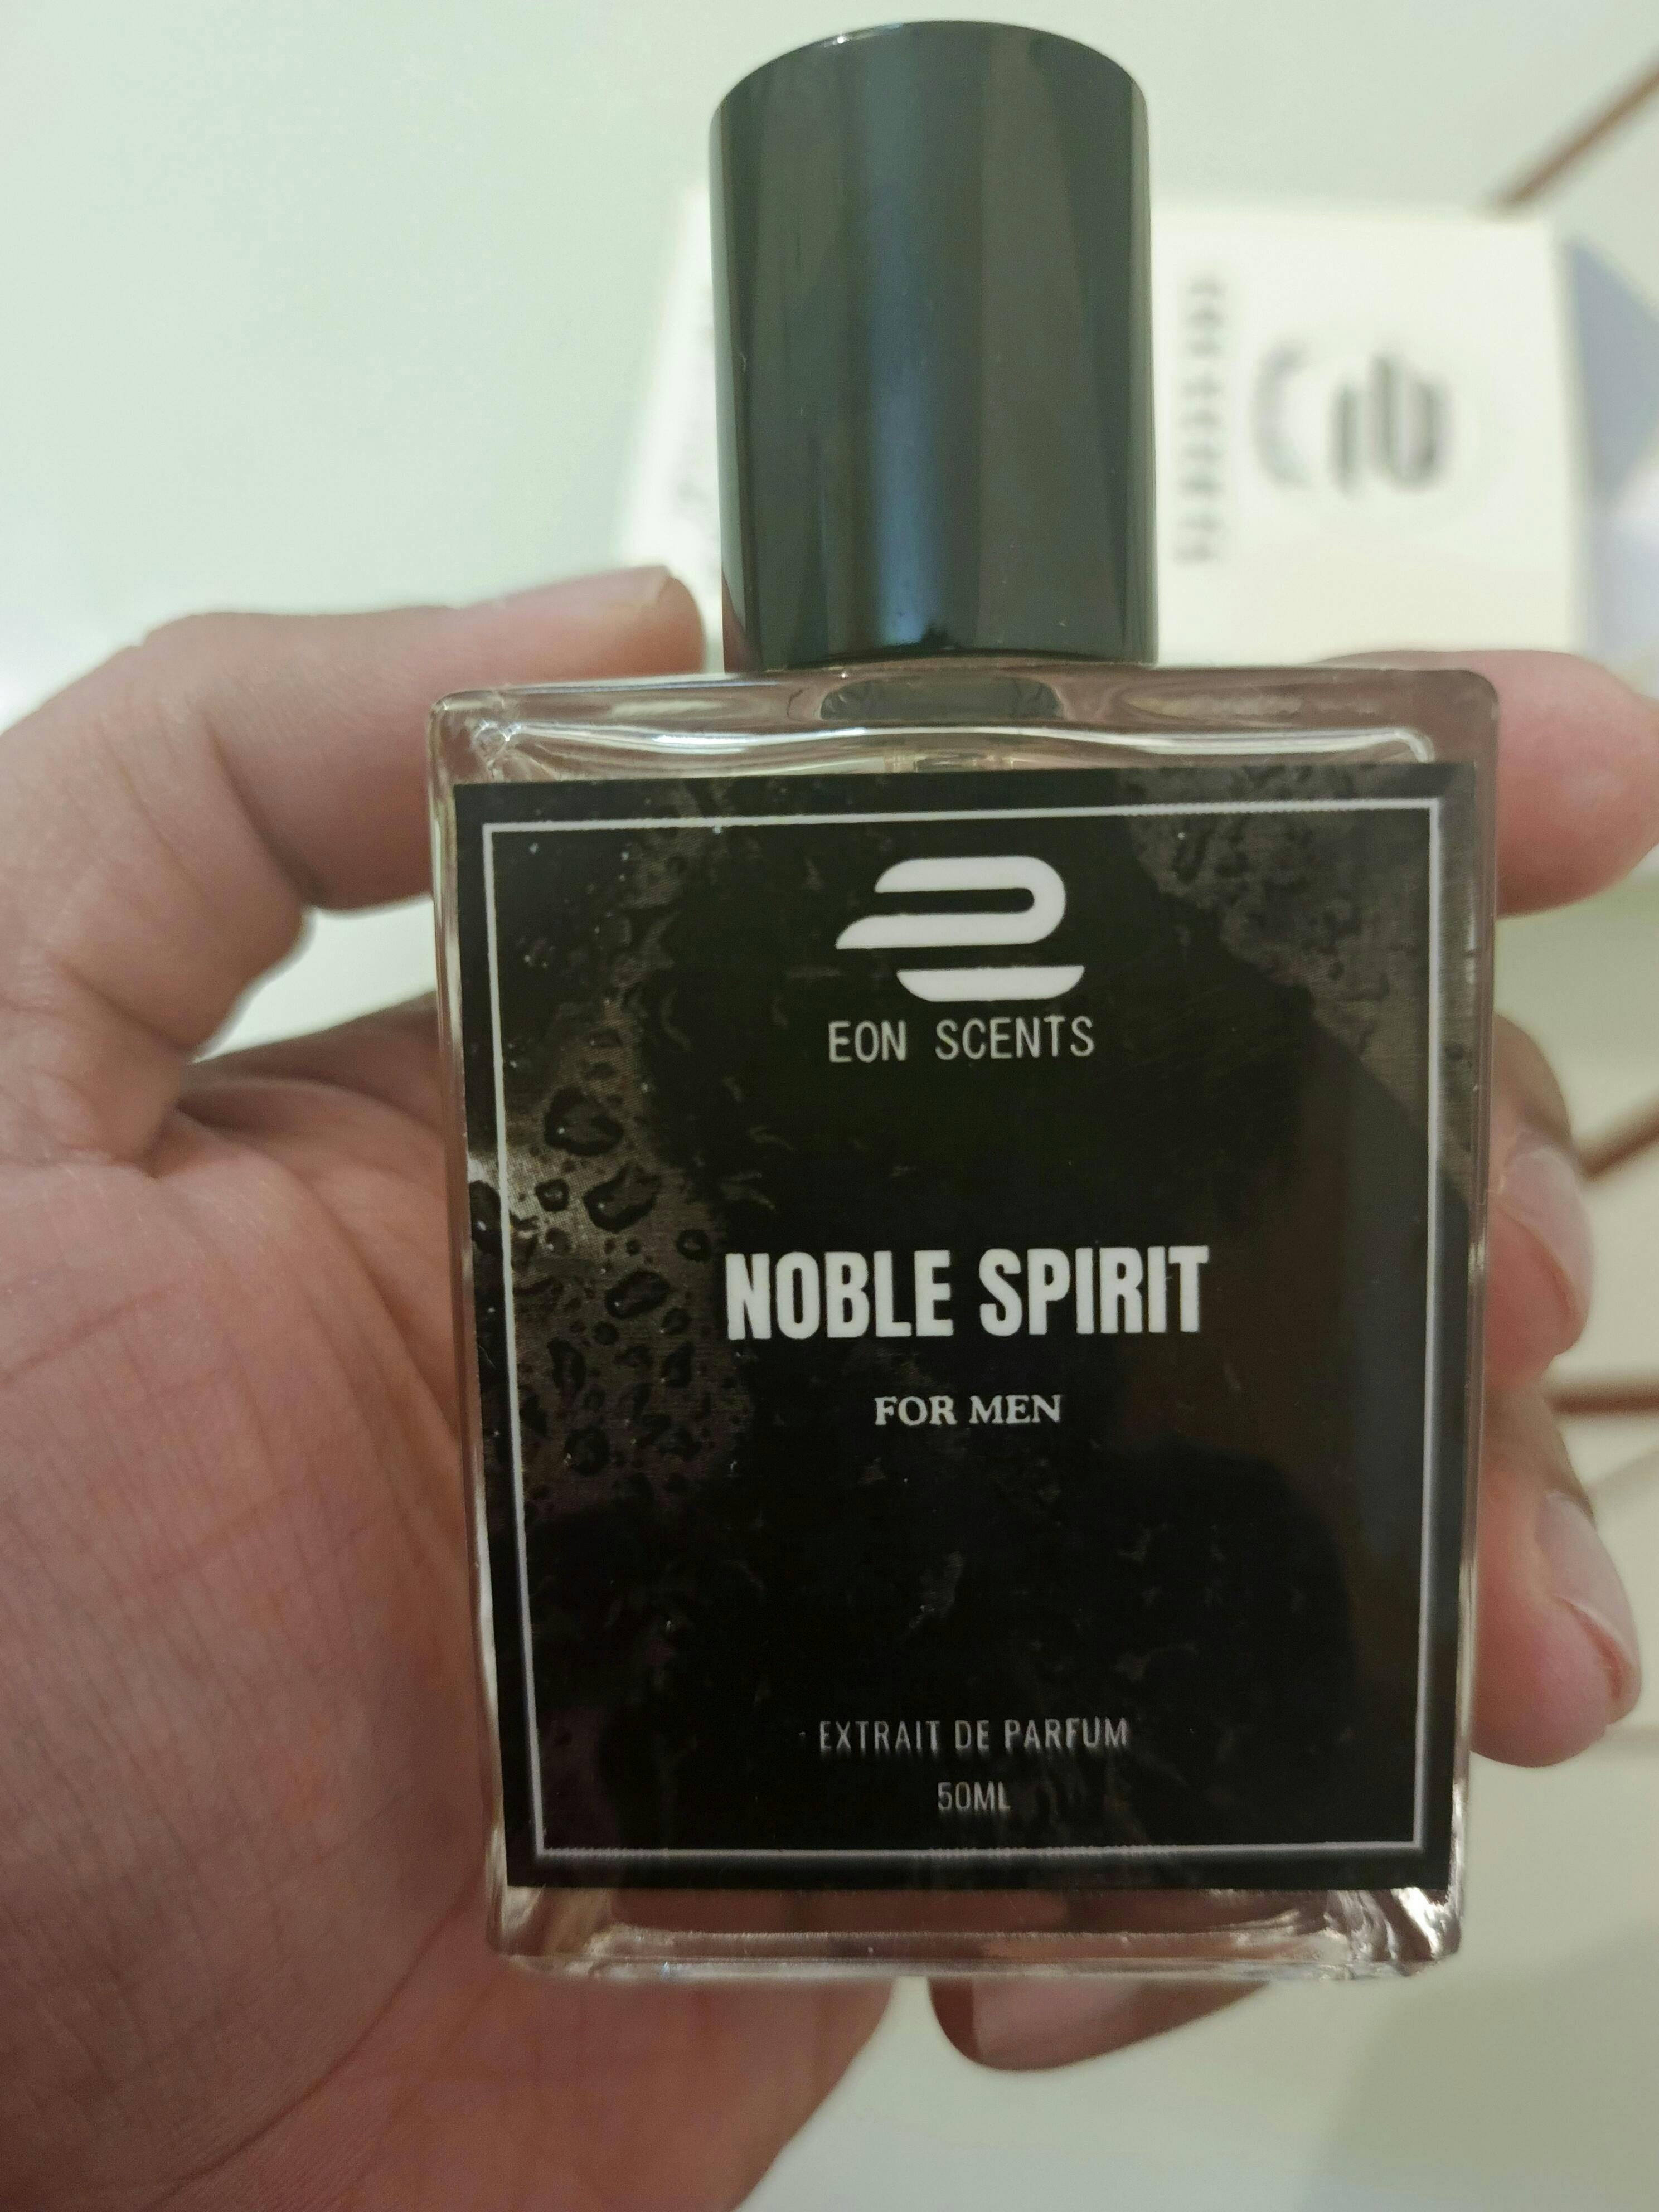 EON SCENTS
NOBLE SPIRIT
FOR MEN
EXTRAIT DE PARFUM
50ML